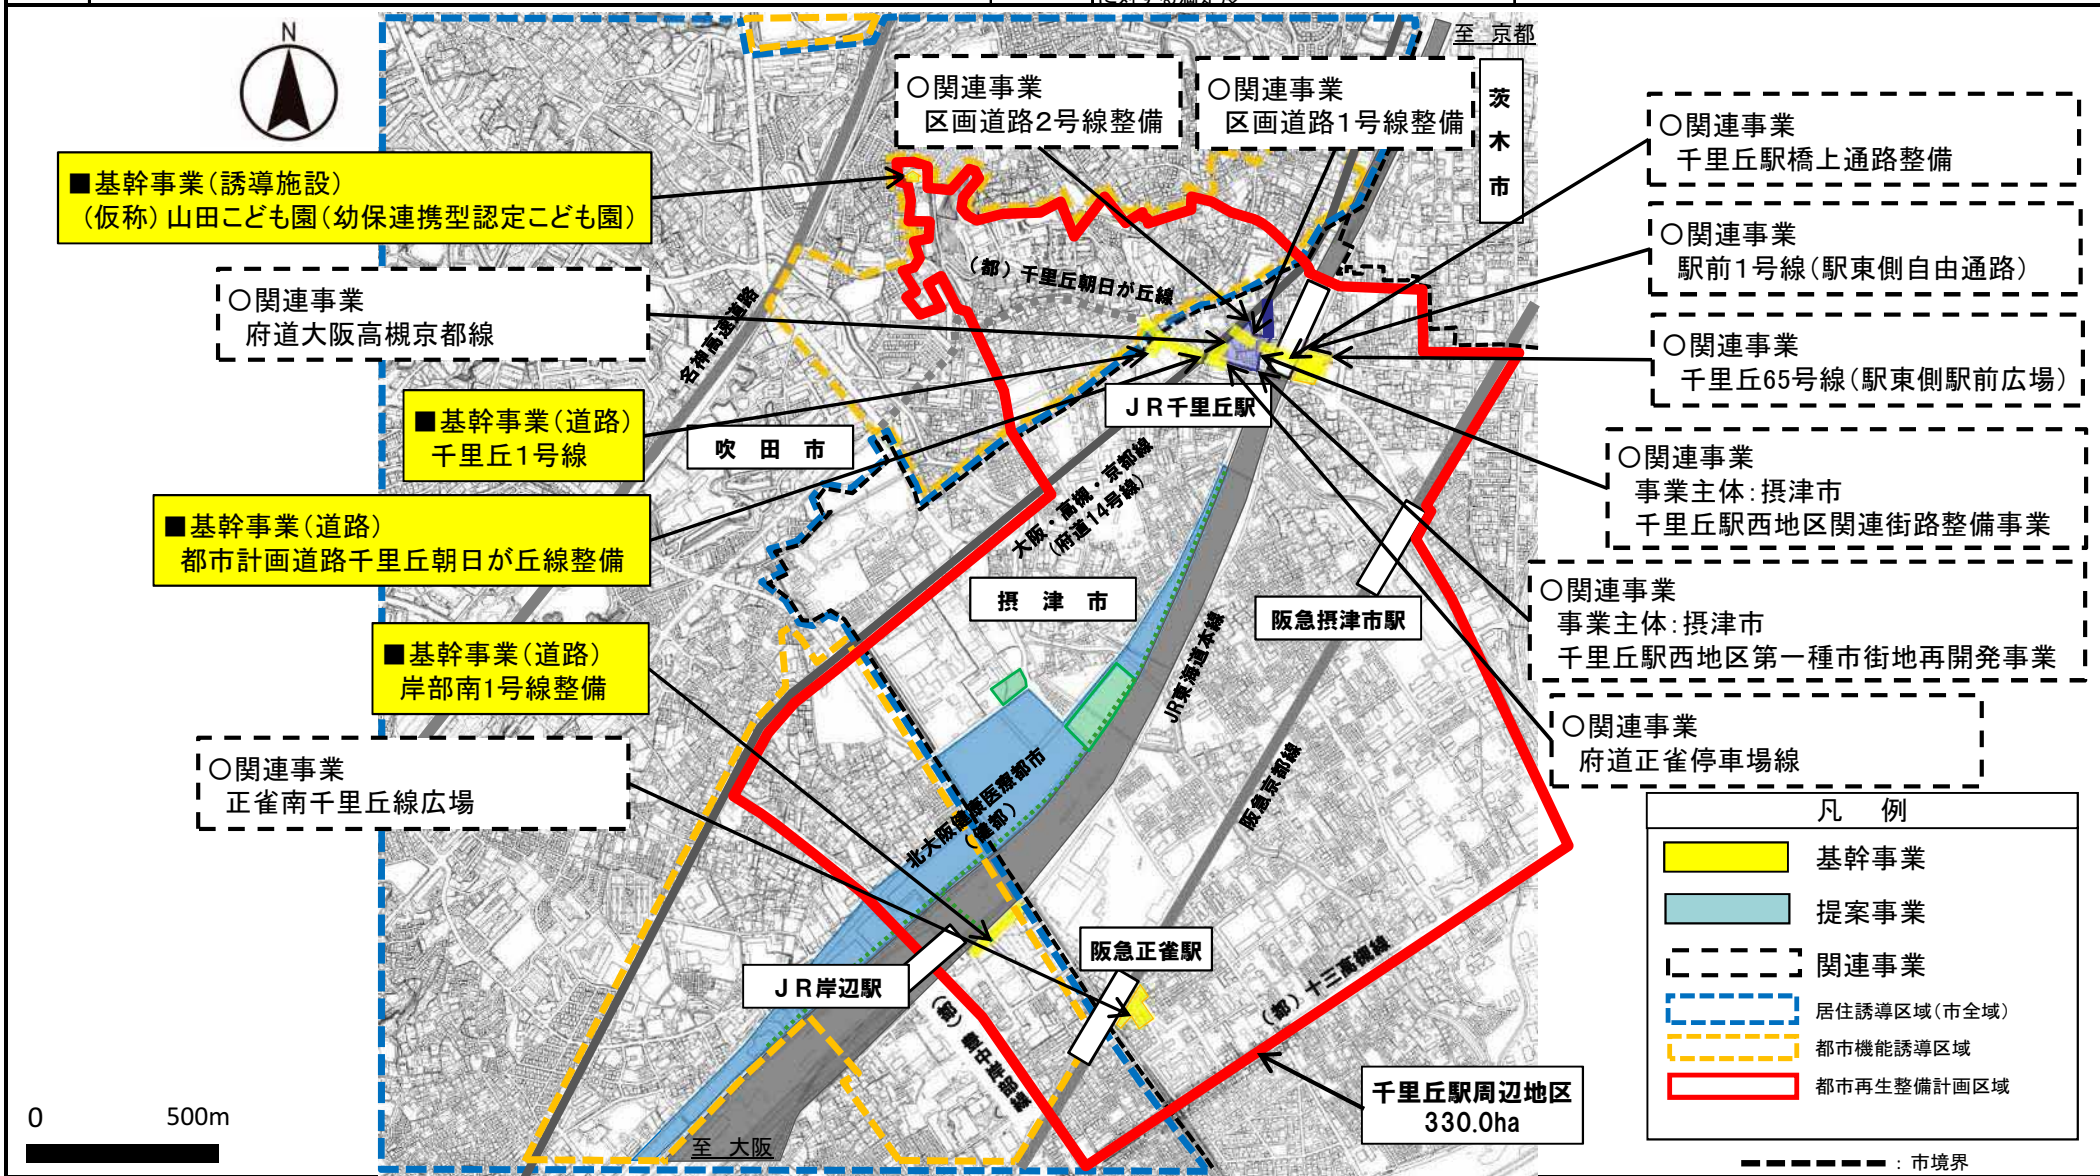 至 京都
N
○関連事業
区画道路2号線整備
○関連事業
区画道路1号線整備
茨木市
○関連事業
千里丘駅橋上通路整備
■基幹事業(誘導施設)
(仮称)山田こども園(幼保連携型認定こども園)
○関連事業
駅前1号線(駅東側自由通路)
(都)千里丘朝日が丘線
○関連事業
府道大阪高槻京都線
名神高速道路
○関連事業
千里丘65号線(駅東側駅前広場)
JR千里丘駅
■基幹事業(道路)
千里丘1号線
吹田市
大阪・高槻・京都線
(府道14号線)
○関連事業
事業主体:摂津市
千里丘駅西地区関連街路整備事業
■基幹事業(道路)
都市計画道路千里丘朝日が丘線整備
摂津市
阪急摂津市駅
○関連事業
事業主体:摂津市
千里丘駅西地区第一種市街地再開発事業
■基幹事業(道路)
岸部南1号線整備
JR東海道本線
○関連事業
府道正雀停車場線
○関連事業
正雀南千里丘線広場
阪急京都線
北大阪健康医療都市
(健都)
阪急正雀駅
JR岸辺駅
(都)豊中岸部線
(都)十三高槻線
千里丘駅周辺地区
330.0ha
至 大阪
0 500m
凡 例
基幹事業
提案事業
関連事業
居住誘導区域(市全域)
都市機能誘導区域
都市再生整備計画区域
:市境界